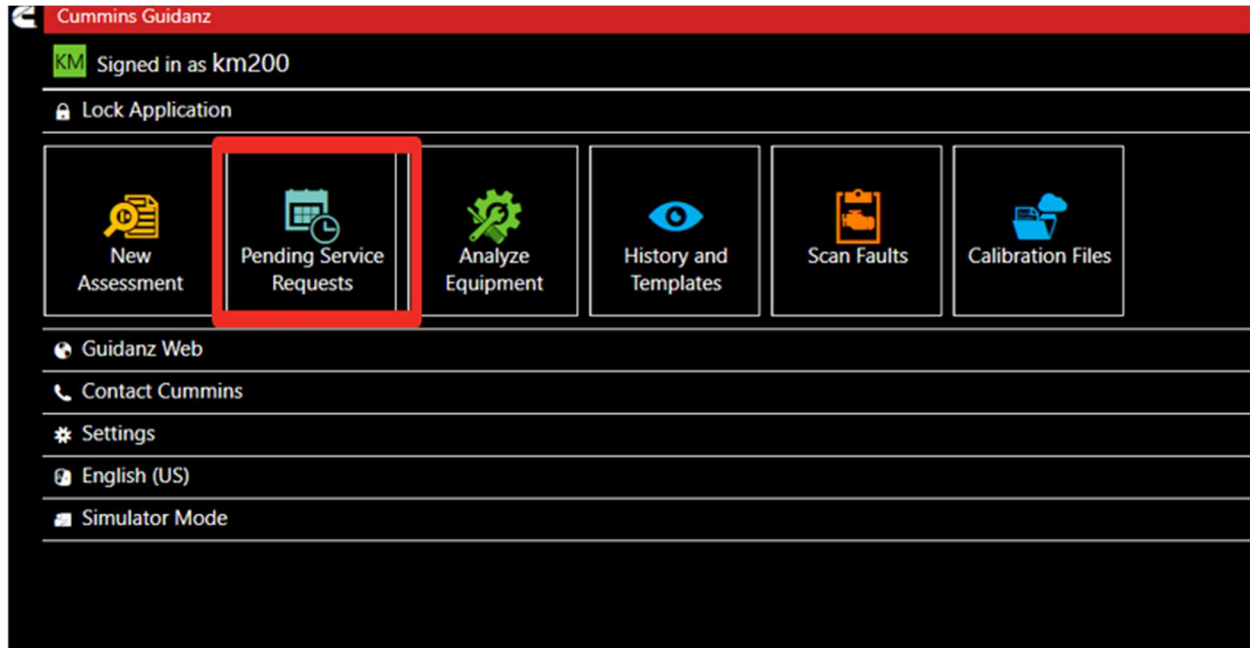 Cummins Guidanz
KM Signed in as km200
Lock Application
New
Assessment
Pending Service
Requests
Analyze
Equipment
History and
Templates
Scan Faults
Calibration Files
Guidanz Web
Contact Cummins
Settings
English (US)
Simulator Mode